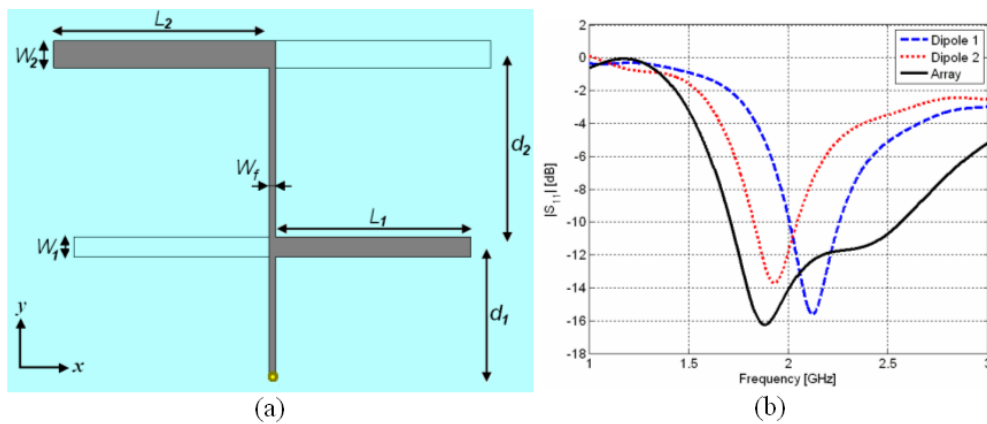 L₂
W₂
d₂
W_f
L₁
W₁
d₁
y
x
(a)
2
0
-2
-4
-6
-8
-10
-12
-14
-16
-18
|S₁₁| [dB]
Dipole 1
Dipole 2
Array
1
1.5
2
2.5
3
Frequency [GHz]
(b)